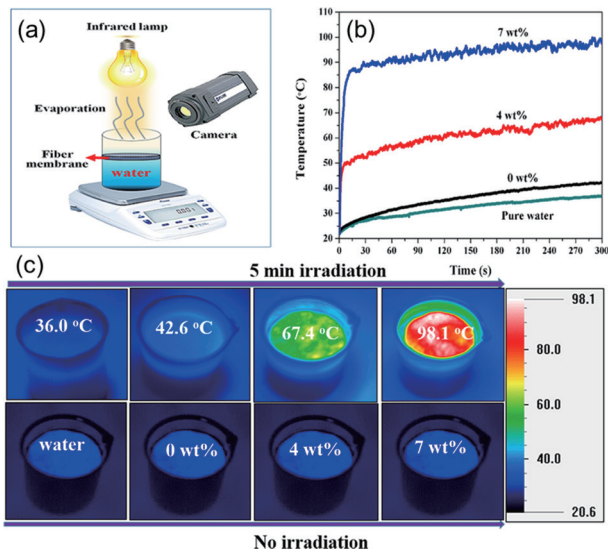 (a)
Infrared lamp
Evaporation
Camera
Fiber
membrane
water
(b)
Temperature (°C)
100
90
80
70
60
50
40
30
20
7 wt%
4 wt%
0 wt%
Pure water
0 30 60 90 120 150 180 210 240 270 300
Time (s)
(c)
5 min irradiation
36.0 °C
42.6 °C
67.4 °C
98.1 °C
water
0 wt%
4 wt%
7 wt%
No irradiation
98.1
80.0
60.0
40.0
20.6